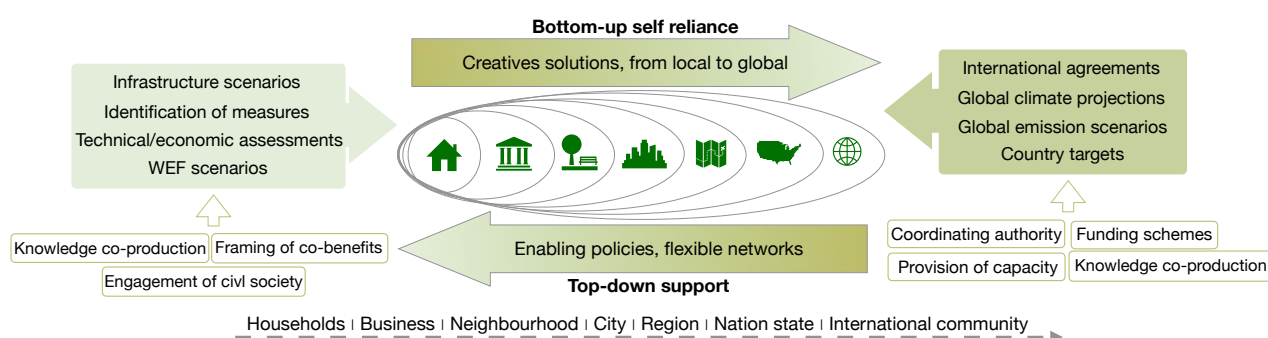 Bottom-up self reliance
Creatives solutions, from local to global
Infrastructure scenarios
Identification of measures
Technical/economic assessments
WEF scenarios
International agreements
Global climate projections
Global emission scenarios
Country targets
Knowledge co-production
Framing of co-benefits
Engagement of civl society
Enabling policies, flexible networks
Top-down support
Coordinating authority
Funding schemes
Provision of capacity
Knowledge co-production
Households | Business | Neighbourhood | City | Region | Nation state | International community